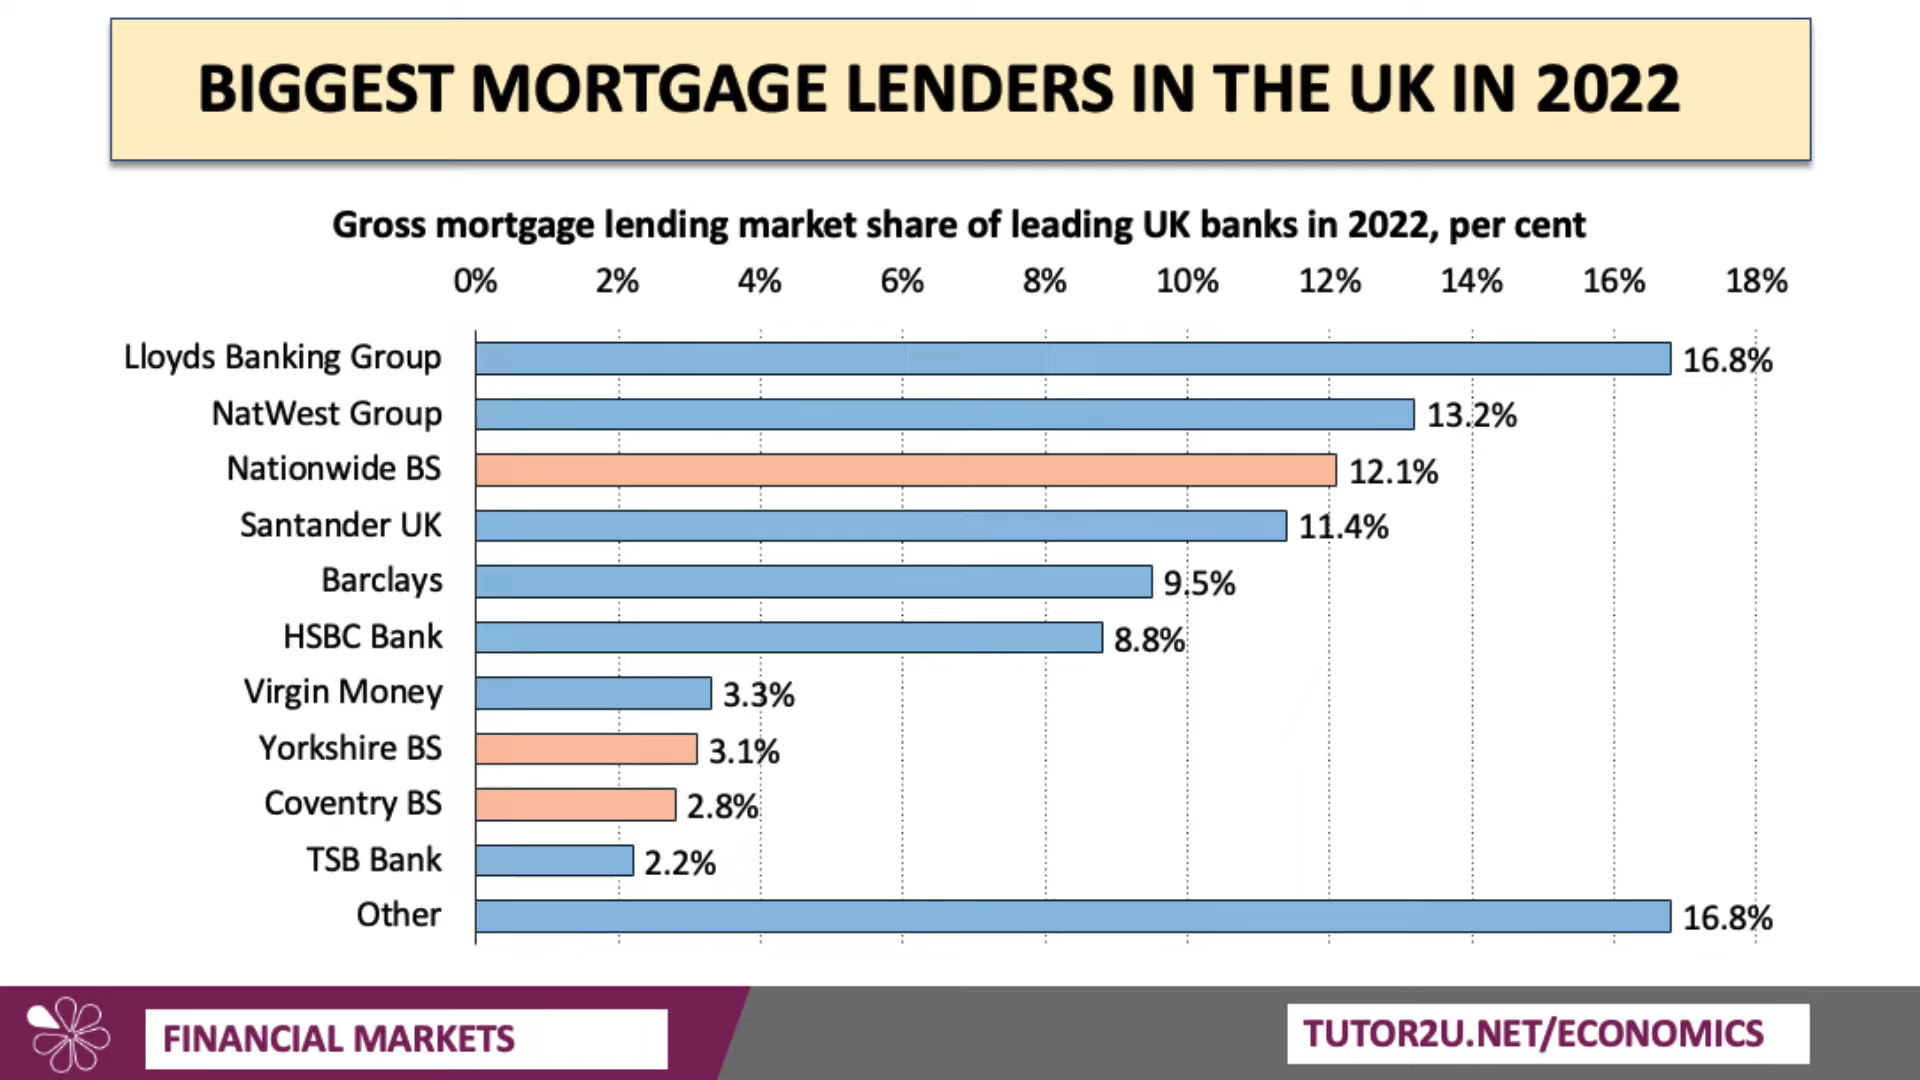 BIGGEST MORTGAGE LENDERS IN THE UK IN 2022
Gross mortgage lending market share of leading UK banks in 2022, per cent
0% 2% 4% 6% 8% 10% 12% 14% 16% 18%
Lloyds Banking Group 16.8%
NatWest Group 13.2%
Nationwide BS 12.1%
Santander UK 11.4%
Barclays 9.5%
HSBC Bank 8.8%
Virgin Money 3.3%
Yorkshire BS 3.1%
Coventry BS 2.8%
TSB Bank 2.2%
Other 16.8%
FINANCIAL MARKETS
TUTOR2U.NET/ECONOMICS